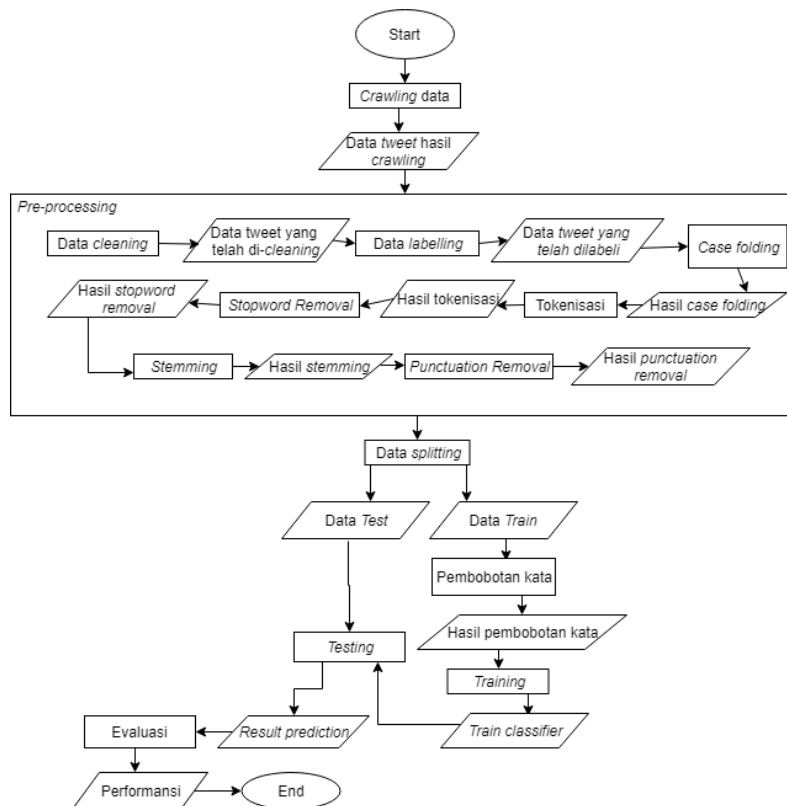 Start
Crawling data
Data tweet hasil
crawling
Pre-processing
Data cleaning
Data tweet yang
telah di-cleaning
Data labelling
Data tweet yang
telah dilabeli
Case folding
Hasil case folding
Tokenisasi
Hasil tokenisasi
Stopword Removal
Hasil stopword
removal
Stemming
Hasil stemming
Punctuation Removal
Hasil punctuation
removal
Data splitting
Data Test
Data Train
Pembobotan kata
Hasil pembobotan kata
Training
Train classifier
Testing
Result prediction
Evaluasi
Performansi
End